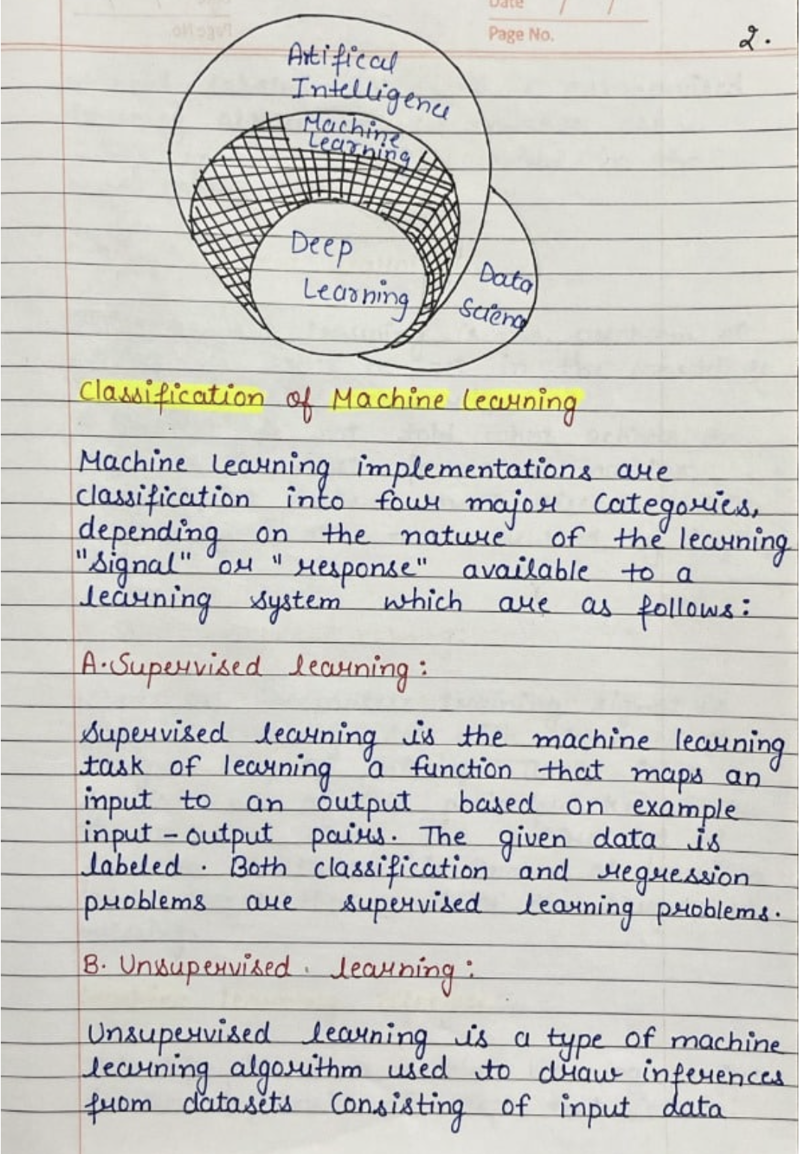 Date / /
Page No.
2.
Artifical
Intelligence
Machine
Learning
Deep
Learning
Data
Scienc
Classification of Machine learning
Machine learning implementations are
classification into four major Categories,
depending on the nature of the learning
"signal" or "response" available to a
learning system which are as follows:
A. Supervised learning:
Supervised learning is the machine learning
task of learning a function that maps an
input to an output based on example
input-output pairs. The given data is
labeled. Both classification and regression
problems are supervised learning problems.
B. Unsupervised. learning:
Unsupervised learning is a type of machine
learning algorithm used to draw inferences
from datasets Consisting of input data